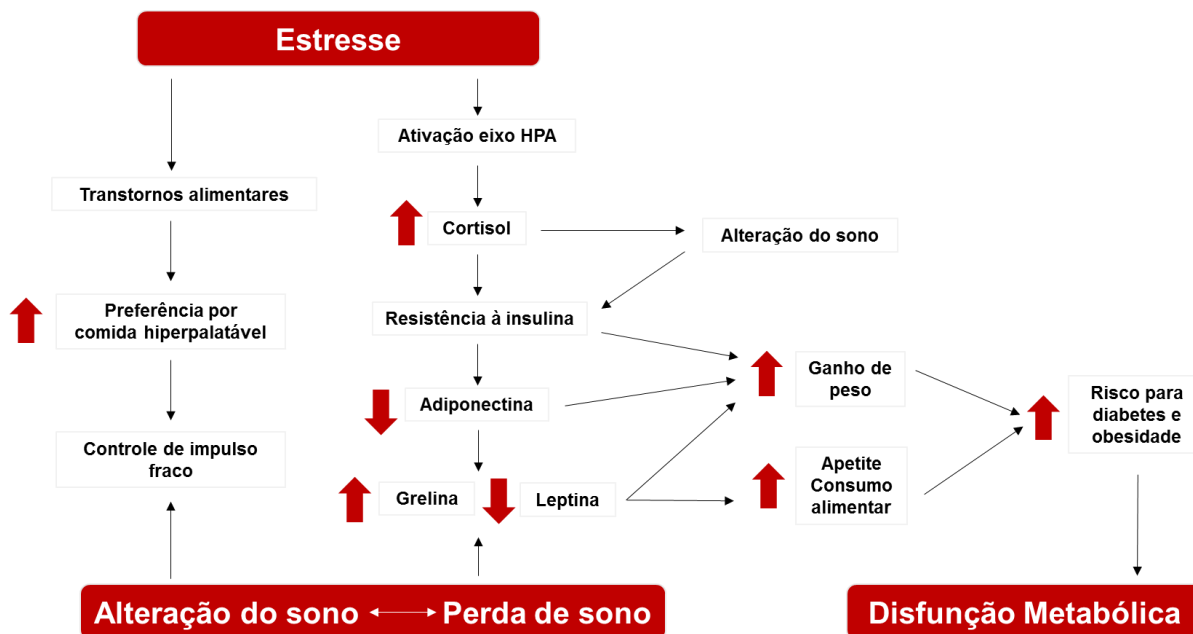 Estresse
Ativação eixo HPA
Transtornos alimentares
Cortisol
Alteração do sono
Preferência por
comida hiperpalatável
Resistência à insulina
Ganho de
peso
Risco para
diabetes e
obesidade
Adiponectina
Controle de impulso
fraco
Apetite
Consumo
alimentar
Grelina
Leptina
Alteração do sono
Perda de sono
Disfunção Metabólica